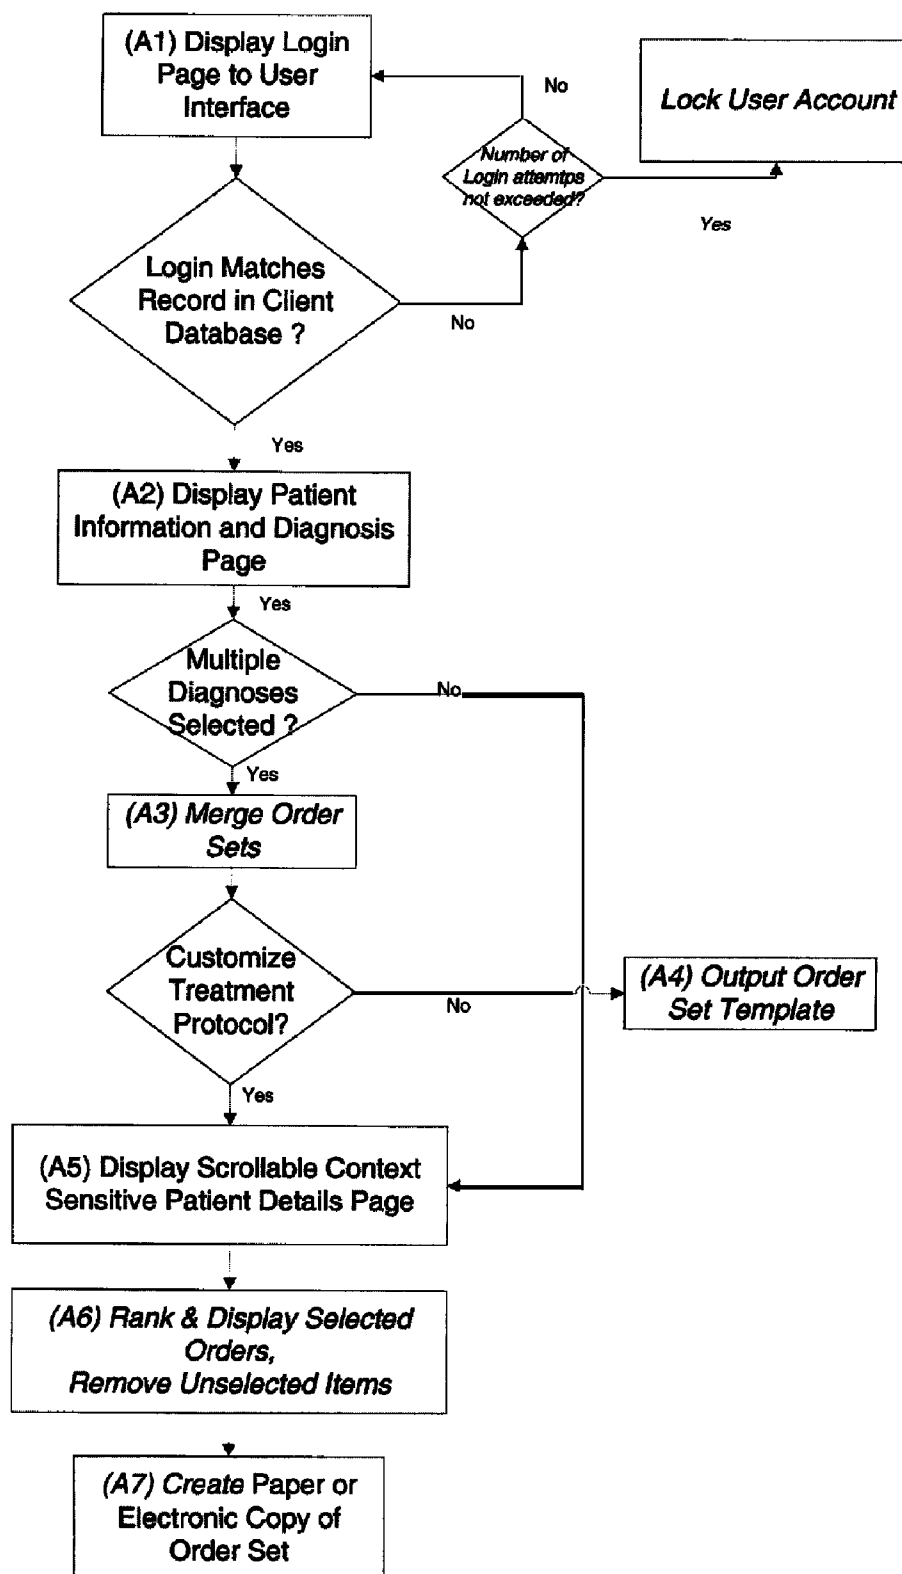 (A1) Display Login
Page to User
Interface
No
Lock User Account
Number of
Login attemtps
not exceeded?
Yes
Login Matches
Record in Client
Database ?
No
Yes
(A2) Display Patient
Information and Diagnosis
Page
Yes
Multiple
Diagnoses
Selected ?
No
Yes
(A3) Merge Order
Sets
Customize
Treatment
Protocol?
No
(A4) Output Order
Set Template
Yes
(A5) Display Scrollable Context
Sensitive Patient Details Page
(A6) Rank & Display Selected
Orders,
Remove Unselected Items
(A7) Create Paper or
Electronic Copy of
Order Set